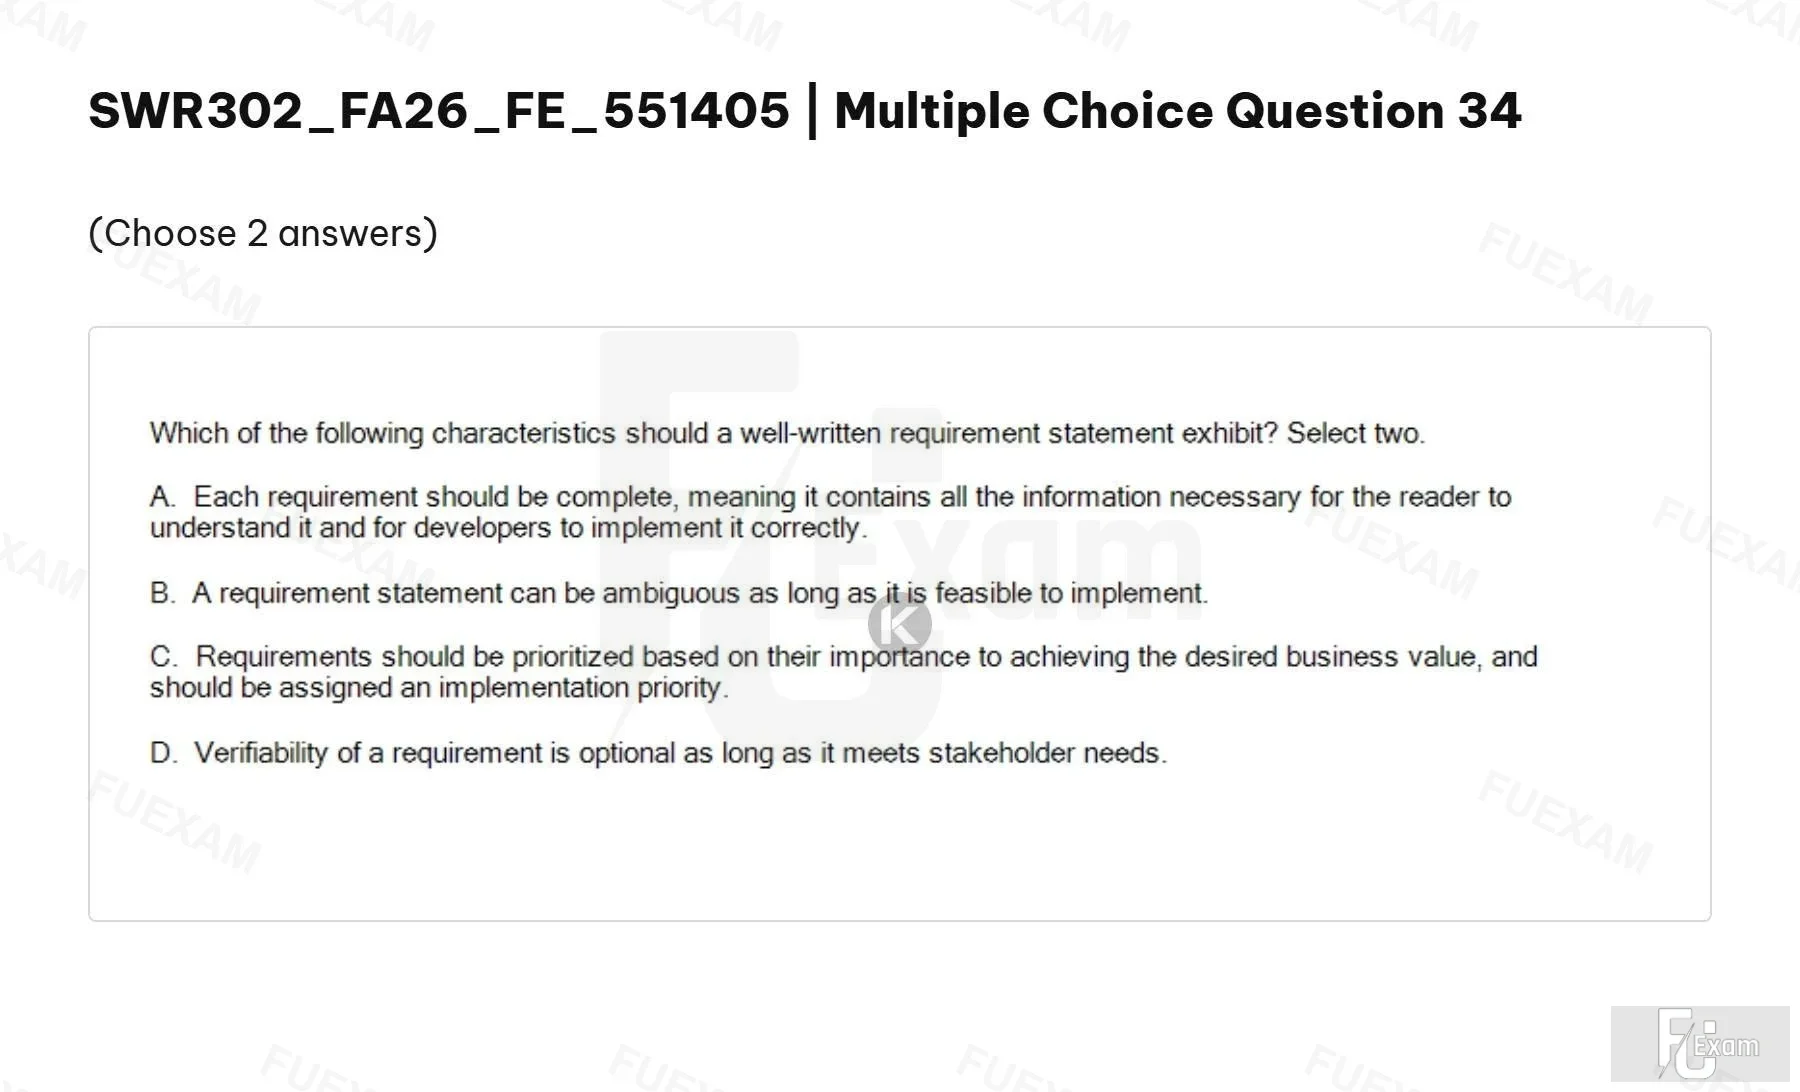 SWR302_FA26_FE_551405 | Multiple Choice Question 34
(Choose 2 answers)
Which of the following characteristics should a well-written requirement statement exhibit? Select two.
A. Each requirement should be complete, meaning it contains all the information necessary for the reader to
understand it and for developers to implement it correctly.
B. A requirement statement can be ambiguous as long as it is feasible to implement.
C. Requirements should be prioritized based on their importance to achieving the desired business value, and
should be assigned an implementation priority.
D. Verifiability of a requirement is optional as long as it meets stakeholder needs.
FUEXAM
Exam
K
Exam